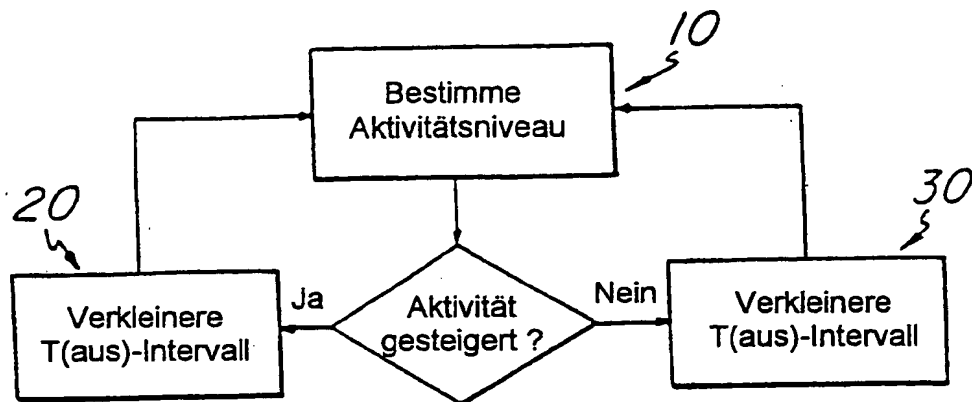 10
Bestimme
Aktivitätsniveau
20
30
Ja
Nein
Verkleinere
T(aus)-Intervall
Aktivität
gesteigert ?
Verkleinere
T(aus)-Intervall